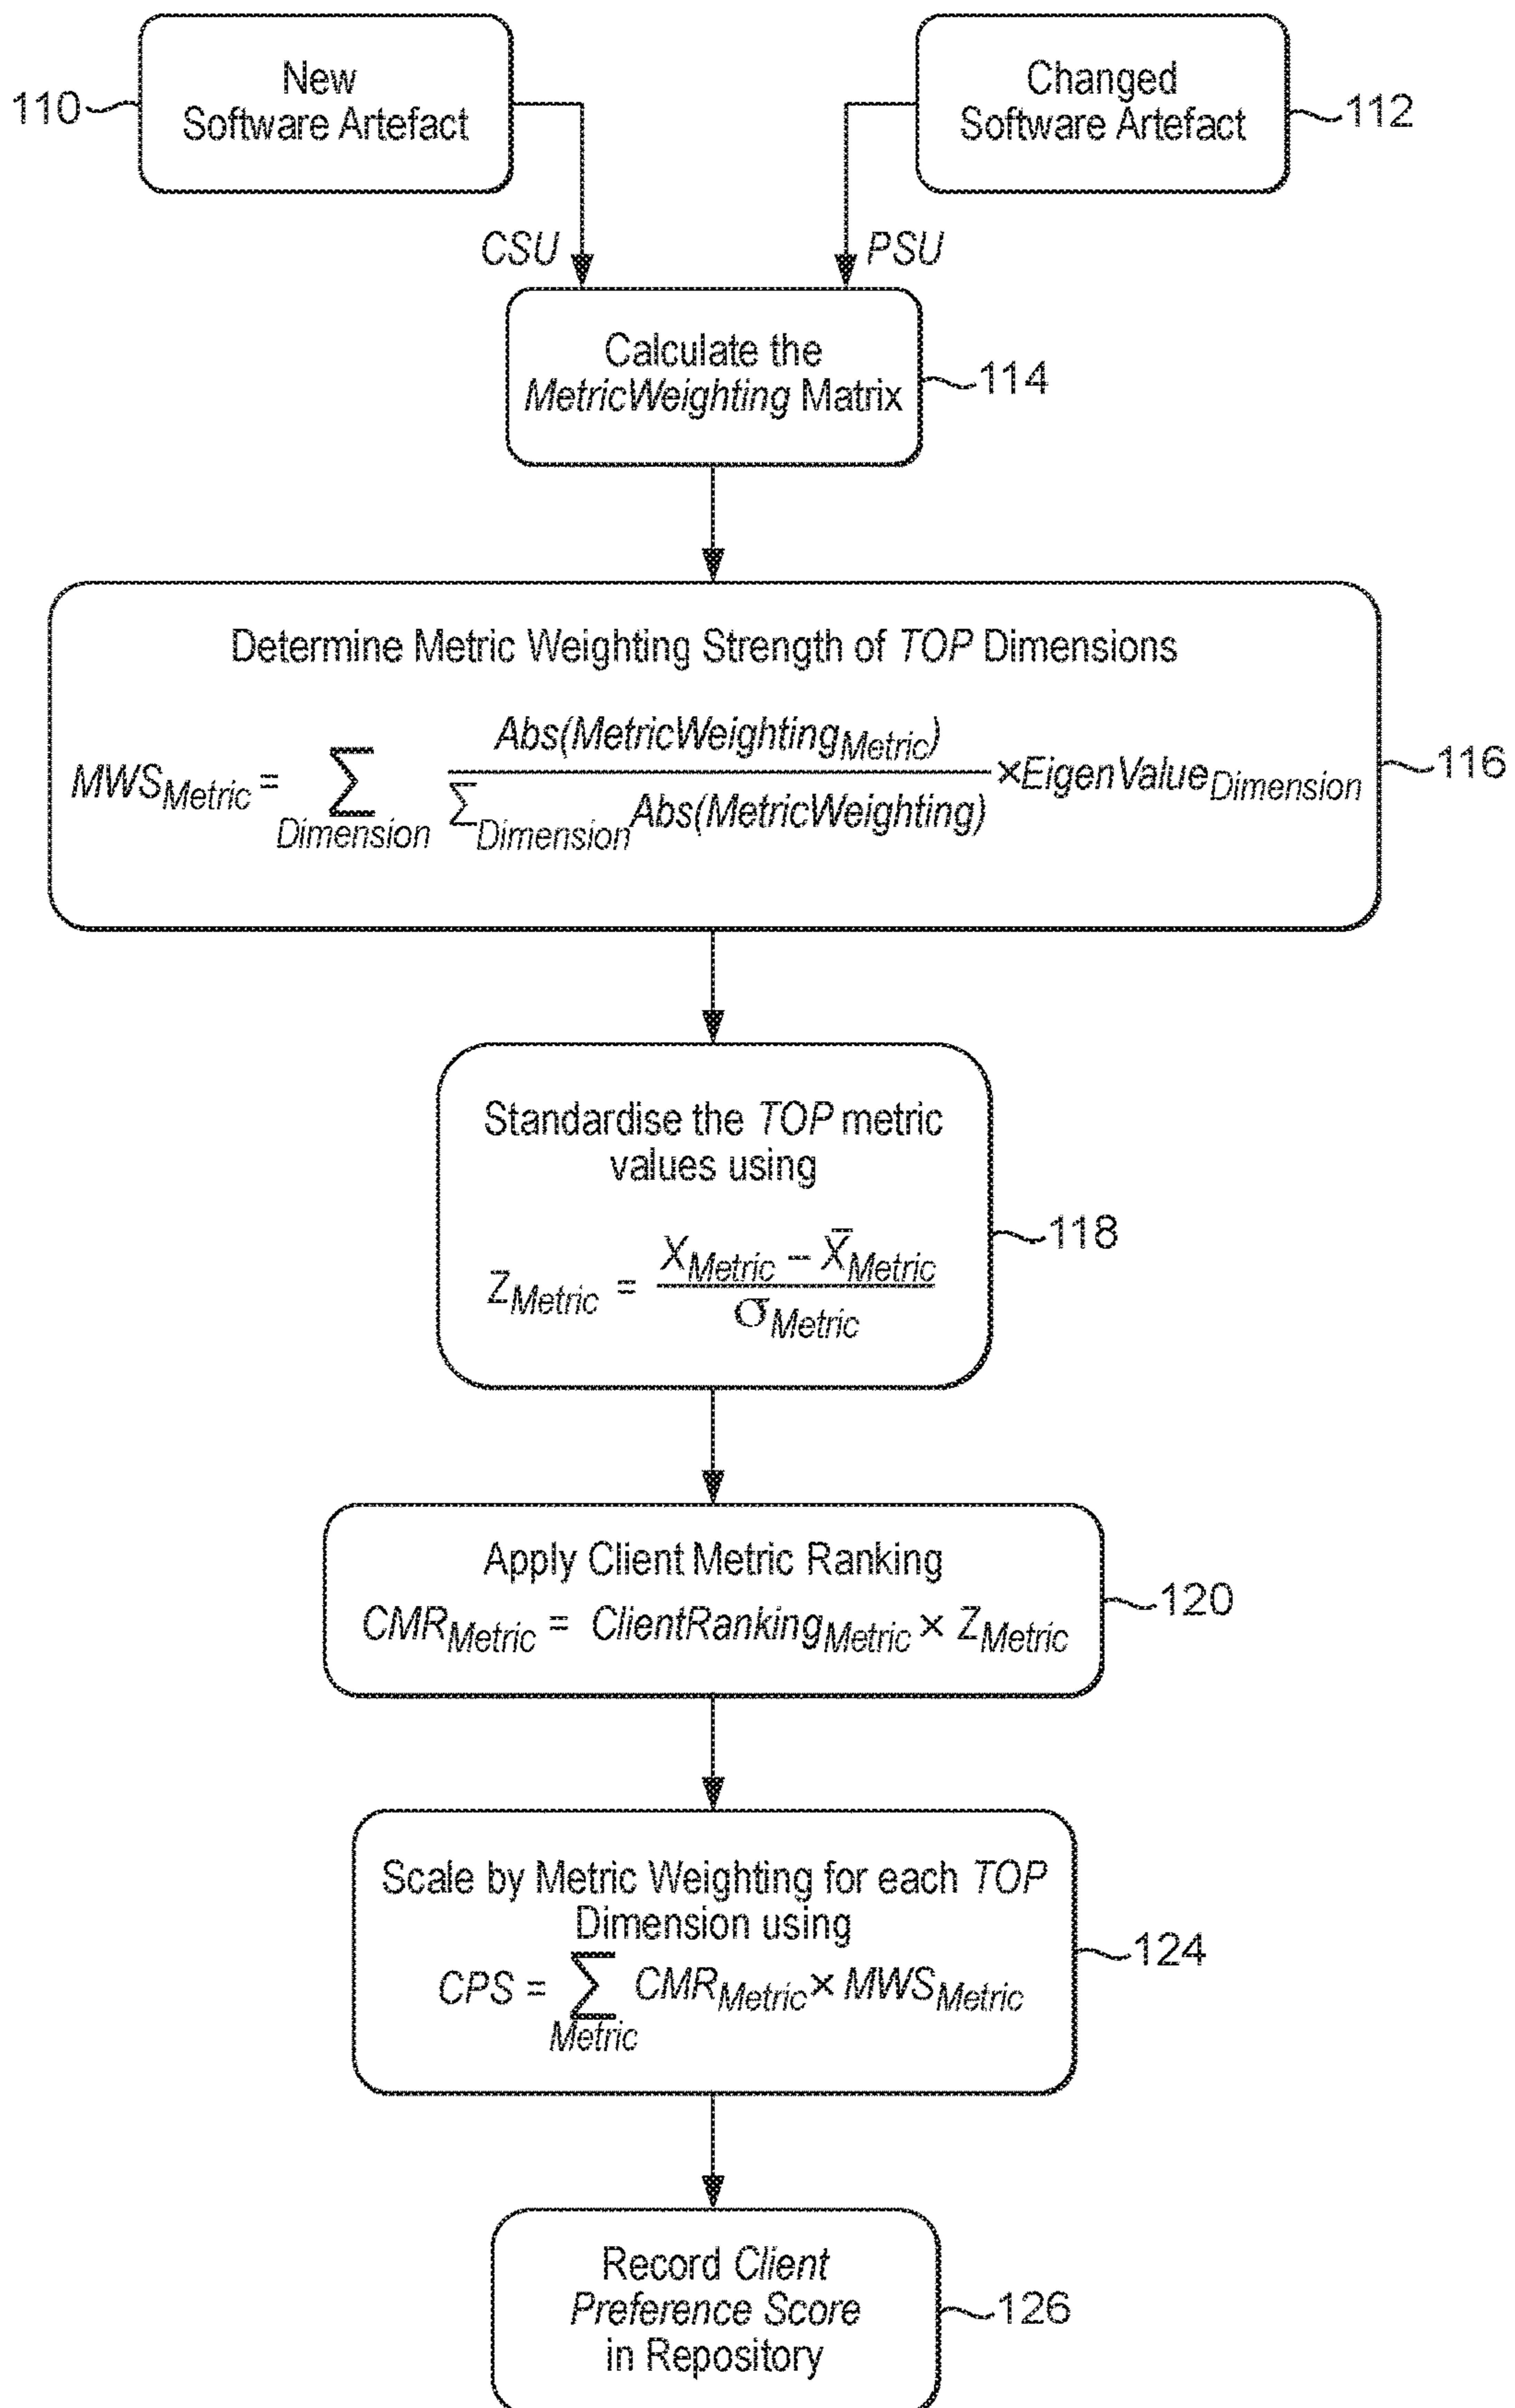 New
Software Artefact
110
Changed
Software Artefact
112
CSU
PSU
Calculate the
MetricWeighting Matrix
114
Determine Metric Weighting Strength of TOP Dimensions
MWS_Metric = ∑_Dimension Abs(MetricWeighting_Metric) / ∑_Dimension Abs(MetricWeighting) ×EigenValue_Dimension
116
Standardise the TOP metric
values using
Z_Metric = (X_Metric – X̄_Metric) / σ_Metric
118
Apply Client Metric Ranking
CMR_Metric = ClientRanking_Metric × Z_Metric
120
Scale by Metric Weighting for each TOP
Dimension using
CPS = ∑_Metric CMR_Metric × MWS_Metric
124
Record Client
Preference Score
in Repository
126